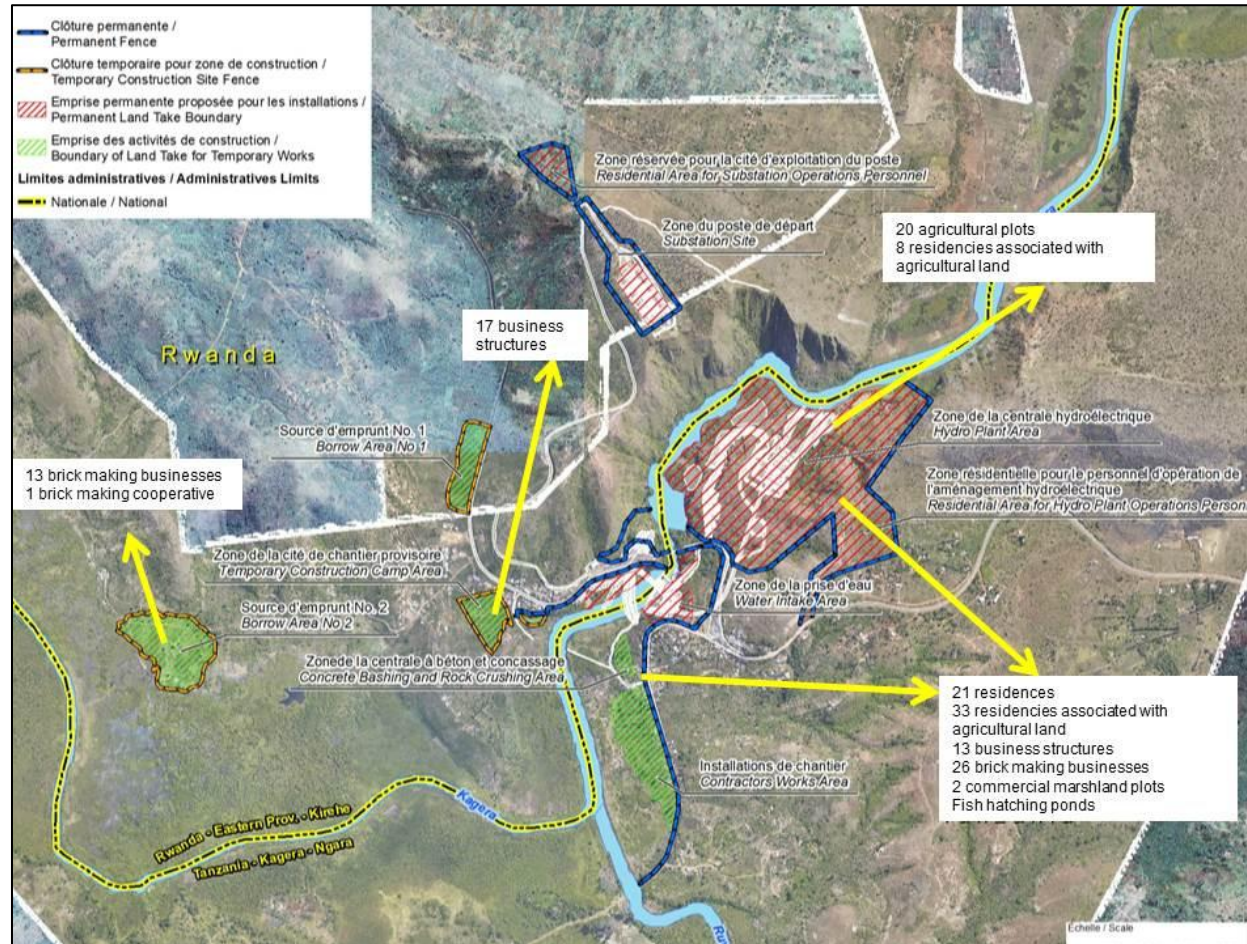 Clôture permanente /
Permanent Fence
Clôture temporaire pour zone de construction /
Temporary Construction Site Fence
Emprise permanente proposée pour les installations /
Permanent Land Take Boundary
Emprise des activités de construction /
Boundary of Land Take for Temporary Works
Limites administratives / Administratives Limits
Nationale / National
Zone réservée pour la cité d'exploitation du poste
Residential Area for Substation Operations Personnel
Zone du poste de départ
Substation Site
20 agricultural plots
8 residencies associated with
agricultural land
17 business
structures
Rwanda
Source d'emprunt No. 1
Borrow Area No 1
Zone de la centrale hydroélectrique
Hydro Plant Area
13 brick making businesses
1 brick making cooperative
Zone résidentielle pour le personnel d'opération de
l'aménagement hydroélectrique
Residential Area for Hydro Plant Operations Person
Zone de la cité de chantier provisoire
Temporary Construction Camp Area
Zone de la prise d'eau
Water Intake Area
Source d'emprunt No. 2
Borrow Area No 2
Zonede la centrale à béton et concassage
Concrete Bashing and Rock Crushing Area
21 residences
33 residencies associated with
agricultural land
13 business structures
26 brick making businesses
2 commercial marshland plots
Fish hatching ponds
Installations de chantier
Contractors Works Area
Kagera
Rwanda - Eastern Prov. - Kirehe
Tanzania - Kagera - Ngara
Echelle / Scale